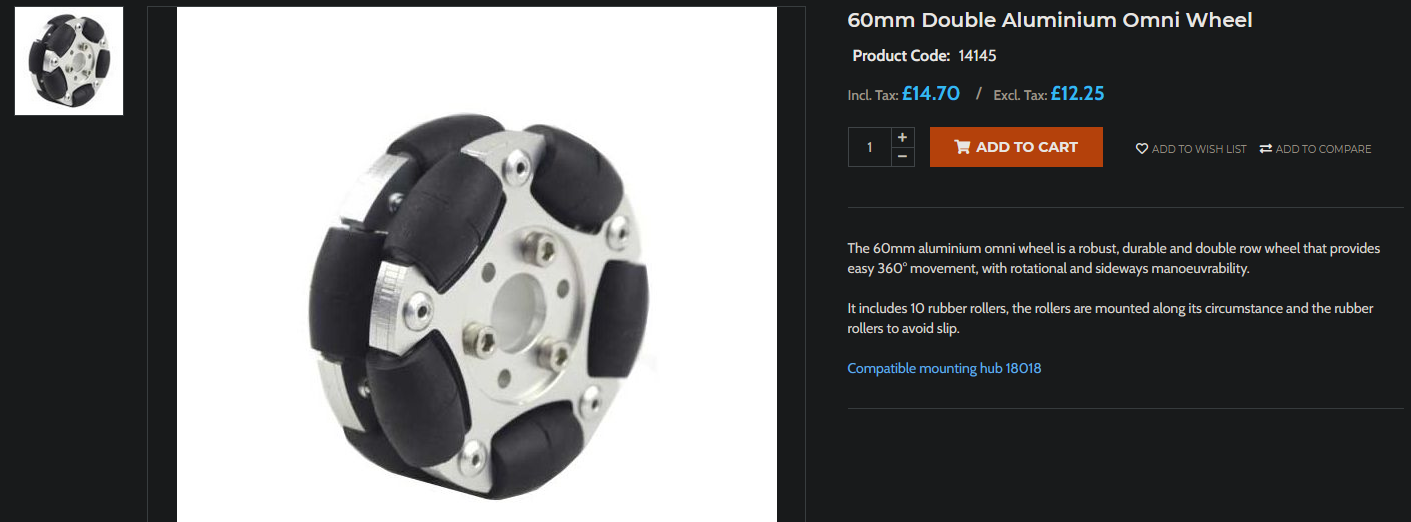 60mm Double Aluminium Omni Wheel
Product Code: 14145
Incl. Tax: £14.70 / Excl. Tax: £12.25
1 + −
ADD TO CART
ADD TO WISH LIST
ADD TO COMPARE
The 60mm aluminium omni wheel is a robust, durable and double row wheel that provides
easy 360° movement, with rotational and sideways manoeuvrability.
It includes 10 rubber rollers, the rollers are mounted along its circumstance and the rubber
rollers to avoid slip.
Compatible mounting hub 18018